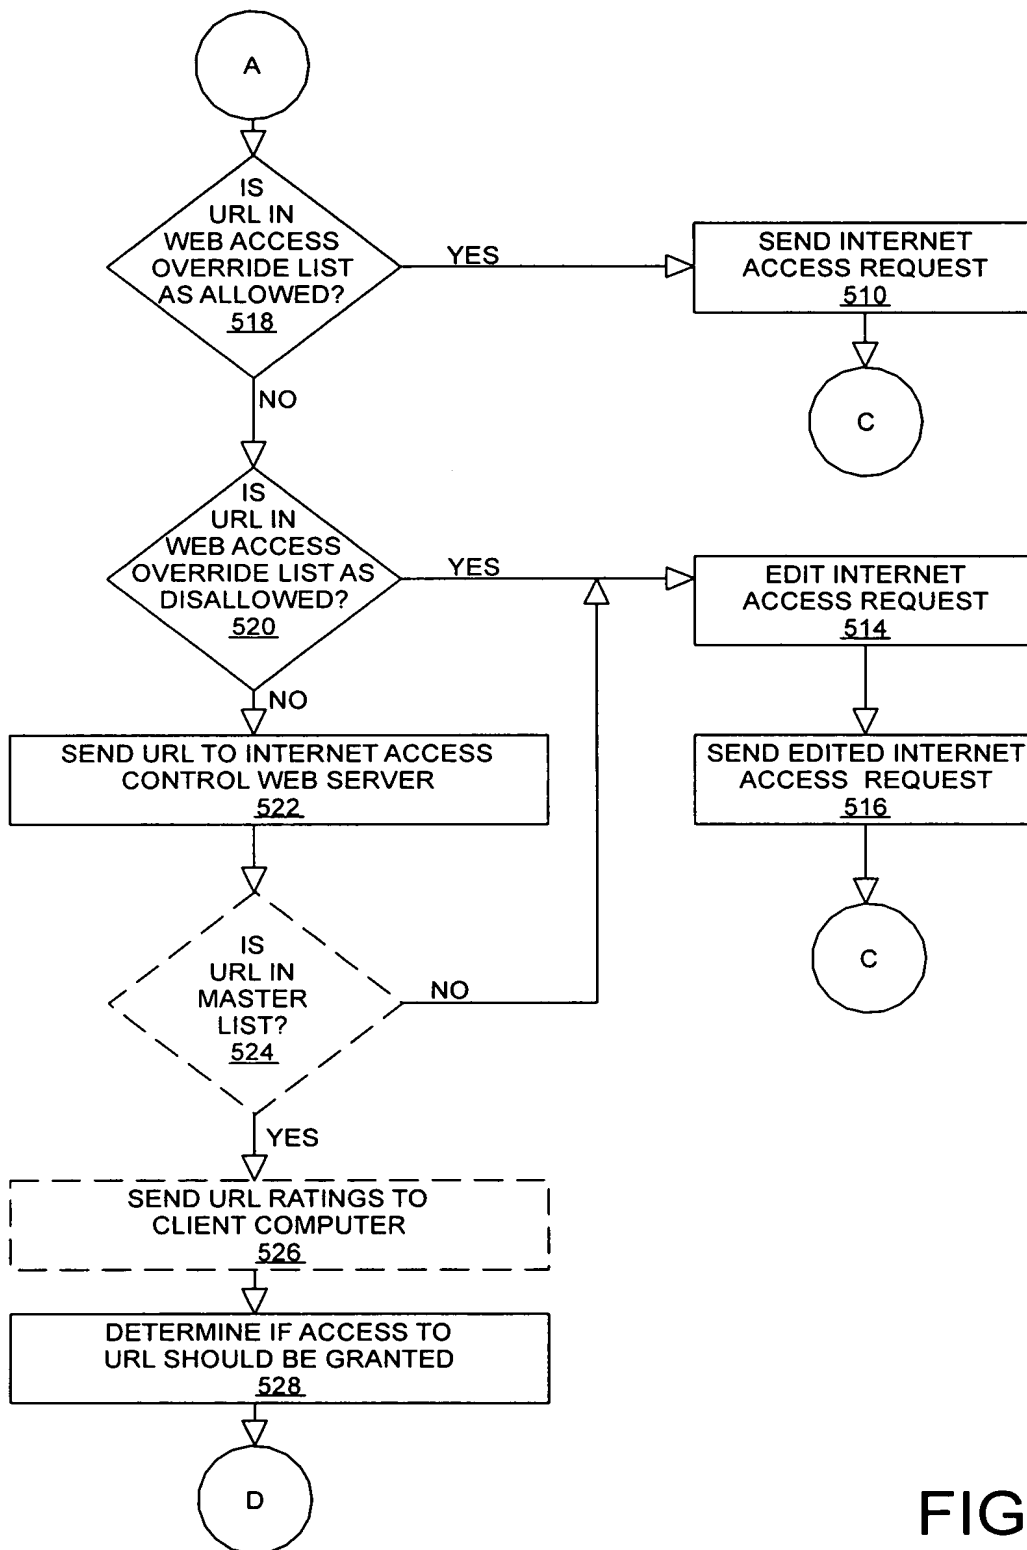 A
IS
URL IN
WEB ACCESS
OVERRIDE LIST
AS ALLOWED?
518
YES
SEND INTERNET
ACCESS REQUEST
510
C
NO
IS
URL IN
WEB ACCESS
OVERRIDE LIST AS
DISALLOWED?
520
YES
EDIT INTERNET
ACCESS REQUEST
514
NO
SEND URL TO INTERNET ACCESS
CONTROL WEB SERVER
522
SEND EDITED INTERNET
ACCESS REQUEST
516
C
IS
URL IN
MASTER
LIST?
524
NO
YES
SEND URL RATINGS TO
CLIENT COMPUTER
526
DETERMINE IF ACCESS TO
URL SHOULD BE GRANTED
528
D
FIG